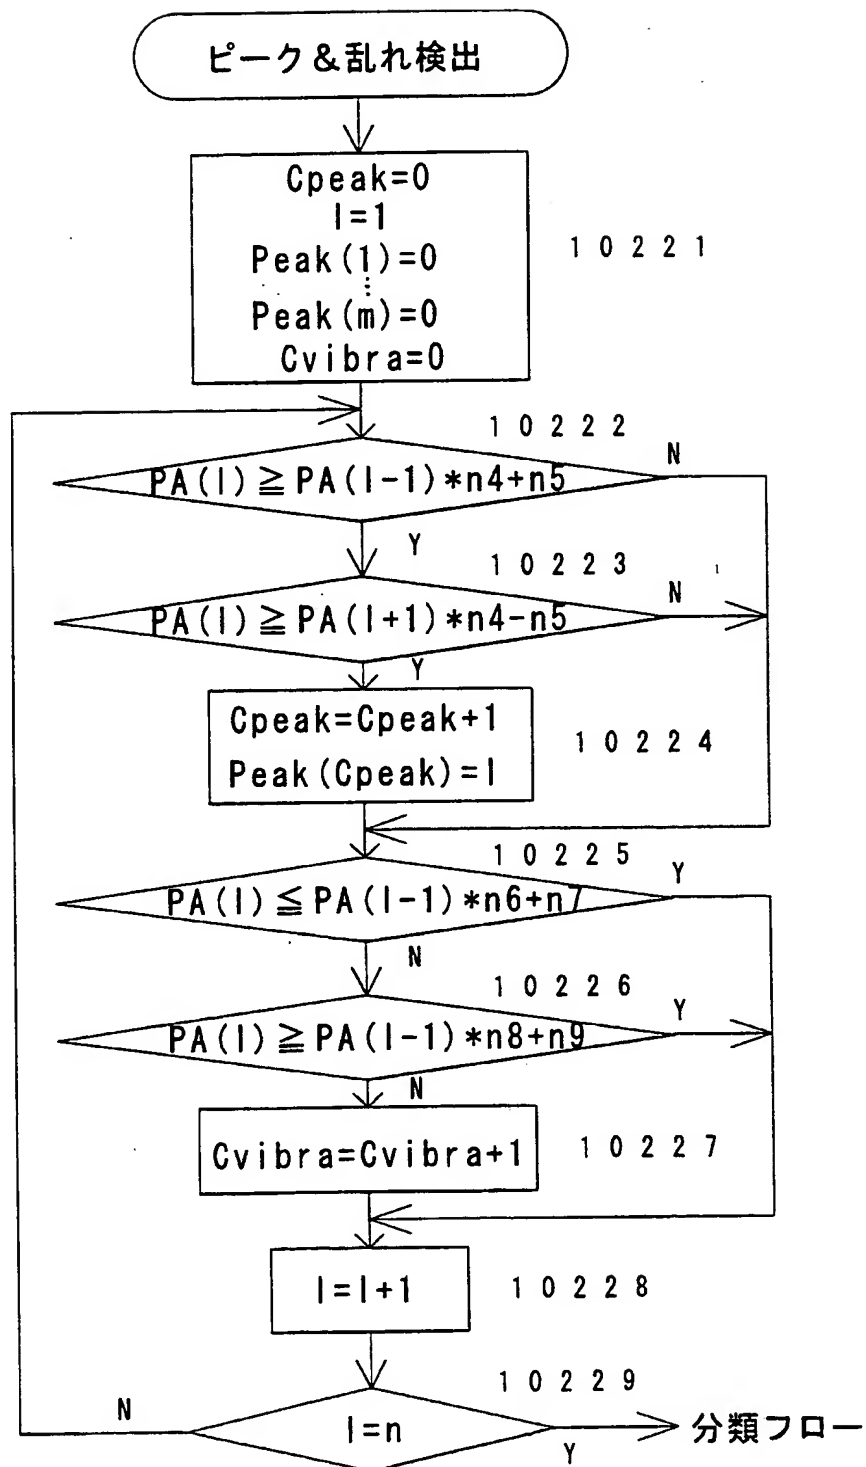 ピーク&乱れ検出
Cpeak=0
I=1
Peak(1)=0
⋮
Peak(m)=0
Cvibra=0
10221
10222
PA(I)≧PA(I-1)*n4+n5
N
Y
10223
PA(I)≧PA(I+1)*n4-n5
N
Y
Cpeak=Cpeak+1
Peak(Cpeak)=I
10224
10225
PA(I)≦PA(I-1)*n6+n7
Y
N
10226
PA(I)≧PA(I-1)*n8+n9
Y
N
Cvibra=Cvibra+1
10227
I=I+1
10228
10229
N
I=n
Y
分類フロー